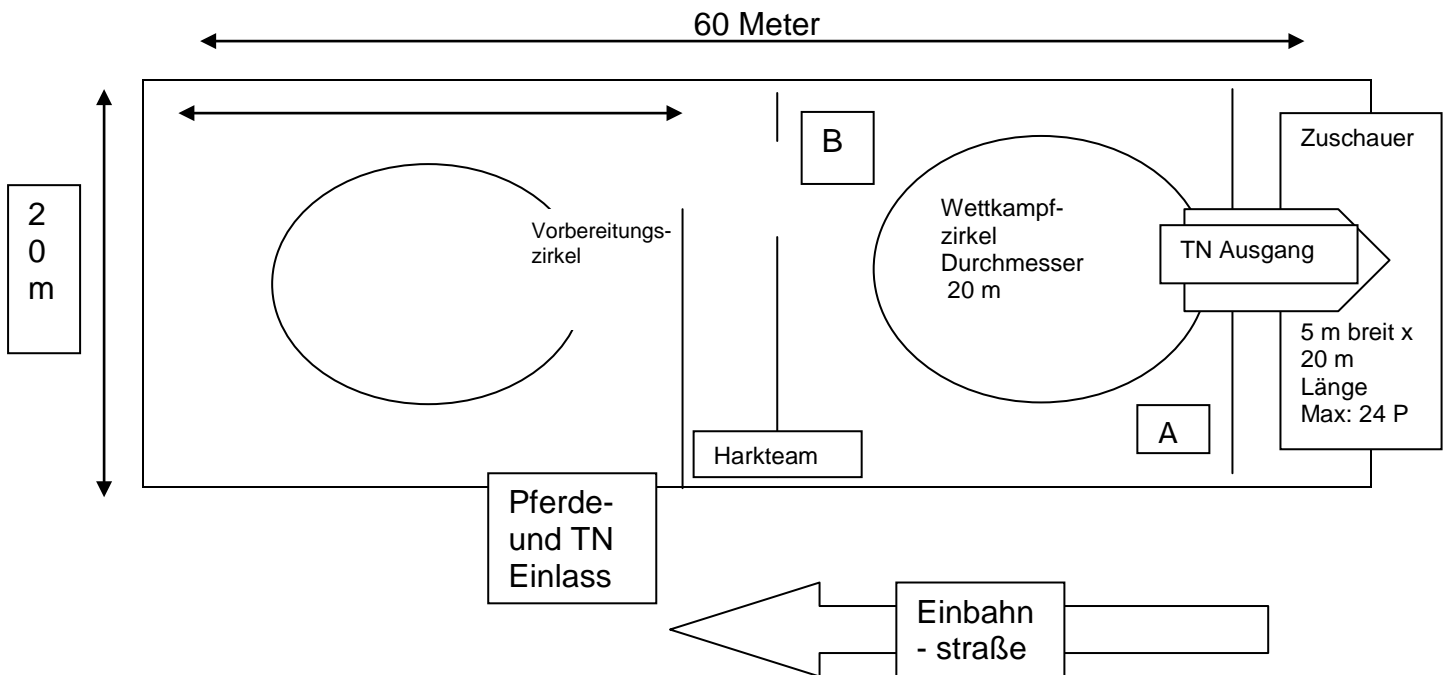 60 Meter
2
0
m
Vorbereitungs-
zirkel
B
Wettkampf-
zirkel
Durchmesser
20 m
TN Ausgang
Zuschauer
5 m breit x
20 m
Länge
Max: 24 P
A
Harkteam
Pferde-
und TN
Einlass
Einbahn
- straße